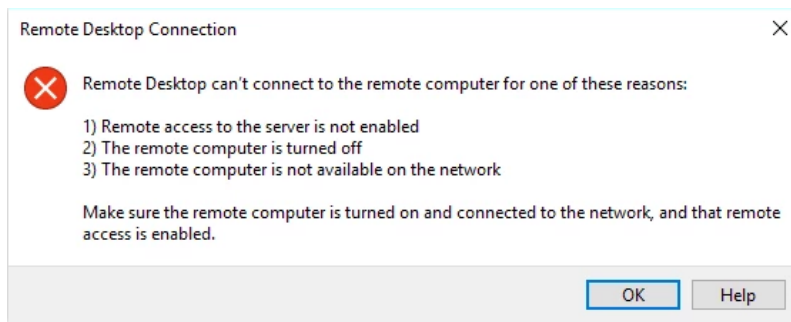 Remote Desktop Connection
Remote Desktop can't connect to the remote computer for one of these reasons:
1) Remote access to the server is not enabled
2) The remote computer is turned off
3) The remote computer is not available on the network
Make sure the remote computer is turned on and connected to the network, and that remote
access is enabled.
OK
Help